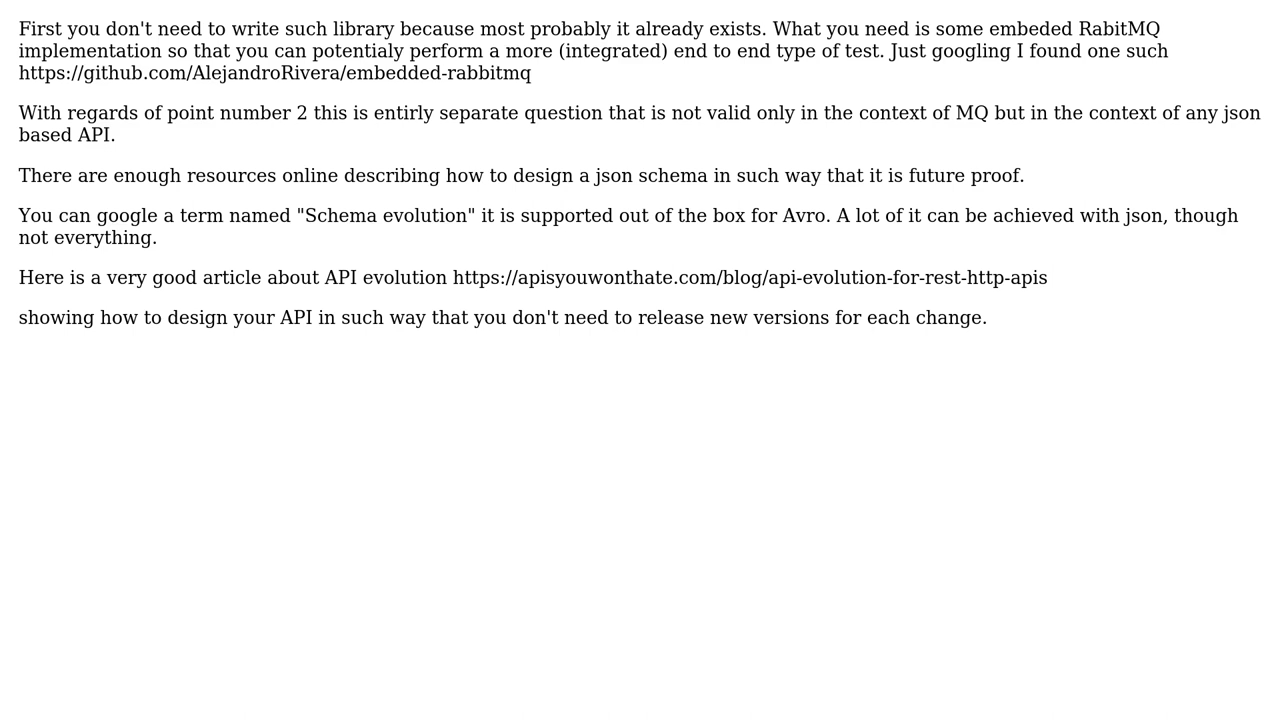 First you don't need to write such library because most probably it already exists. What you need is some embeded RabitMQ
implementation so that you can potentialy perform a more (integrated) end to end type of test. Just googling I found one such
https://github.com/AlejandroRivera/embedded-rabbitmq
With regards of point number 2 this is entirly separate question that is not valid only in the context of MQ but in the context of any json
based API.
There are enough resources online describing how to design a json schema in such way that it is future proof.
You can google a term named "Schema evolution" it is supported out of the box for Avro. A lot of it can be achieved with json, though
not everything.
Here is a very good article about API evolution https://apisyouwonthate.com/blog/api-evolution-for-rest-http-apis
showing how to design your API in such way that you don't need to release new versions for each change.